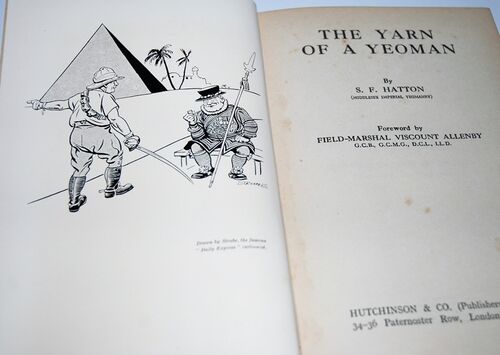 Drawn by Strube, the famous
"Daily Express" cartoonist.
THE YARN
OF A YEOMAN
By
S. F. HATTON
(MIDDLESEX IMPERIAL YEOMANRY)
Foreword by
FIELD-MARSHAL VISCOUNT ALLENBY
G.C.B., G.C.M.G., D.C.L., LL.D.
HUTCHINSON & CO. (Publishers
34-36 Paternoster Row, London